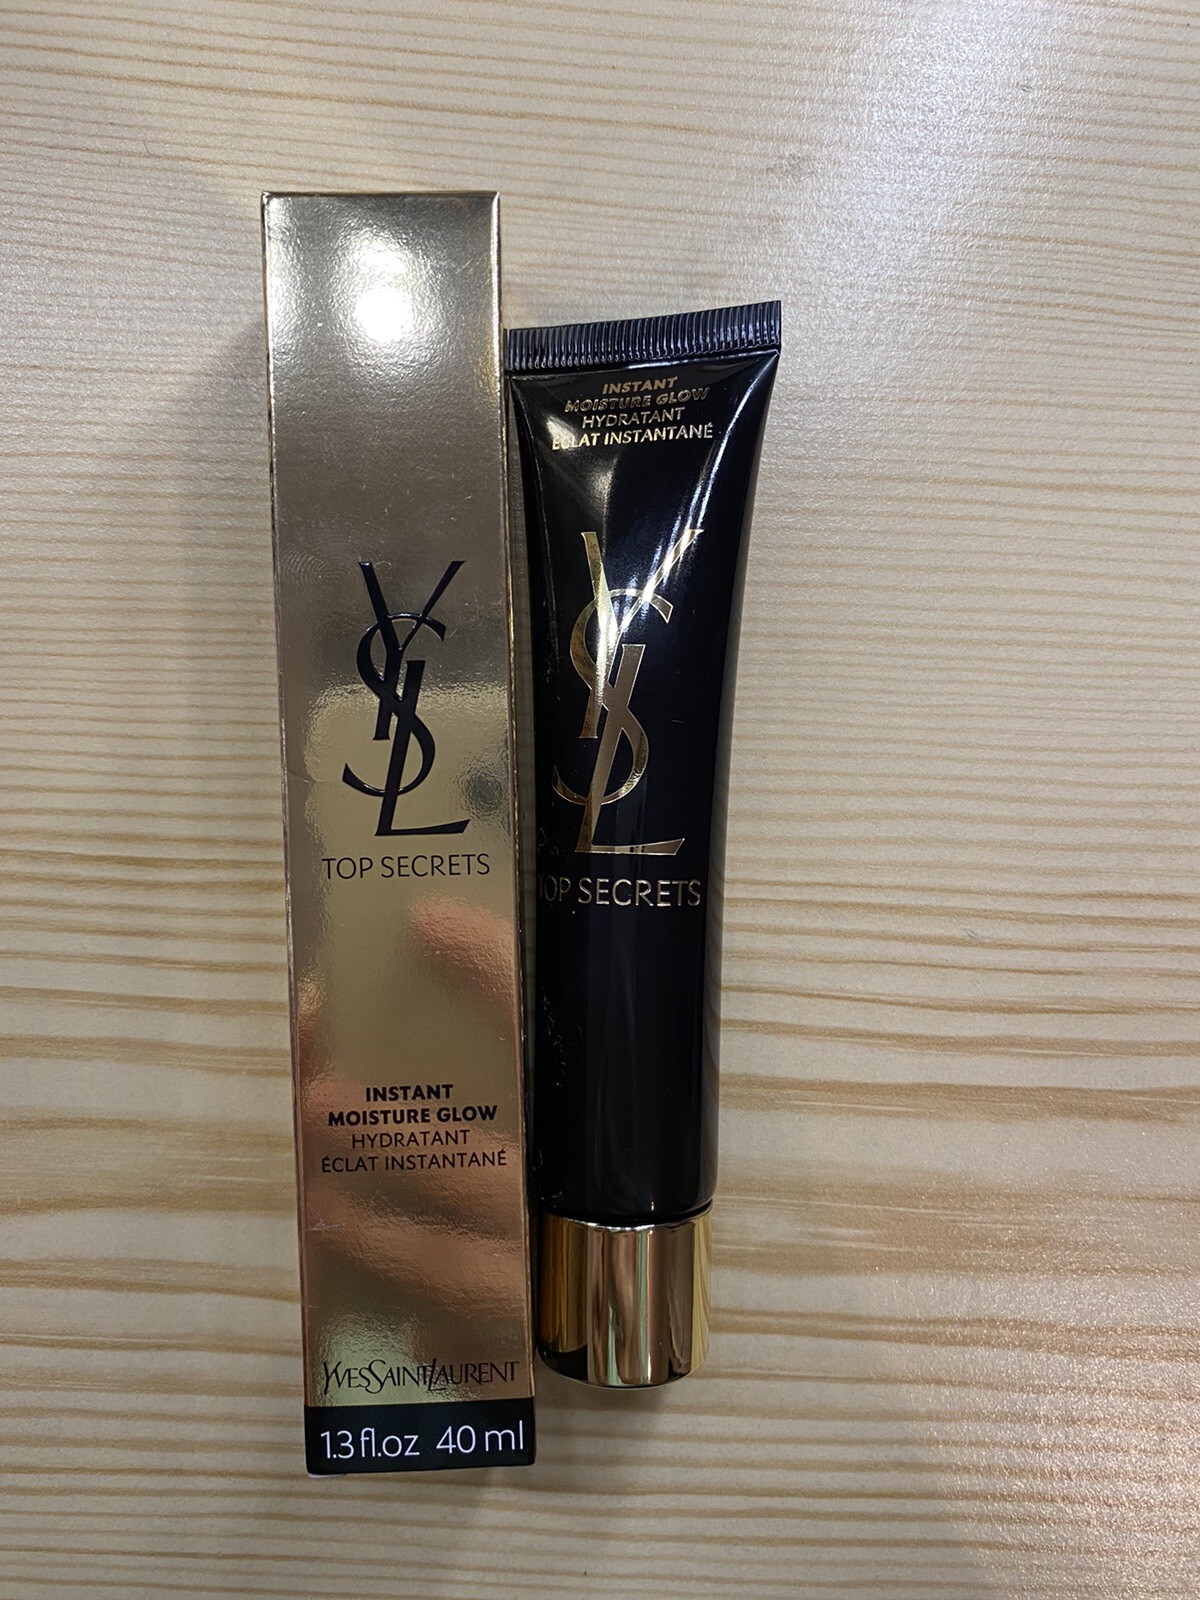 YSL
TOP SECRETS
INSTANT
MOISTURE GLOW
HYDRATANT
ÉCLAT INSTANTANÉ
YVESSAINTLAURENT
1.3 fl.oz 40 ml
INSTANT
MOISTURE GLOW
HYDRATANT
ÉCLAT INSTANTANÉ
YSL
TOP SECRETS